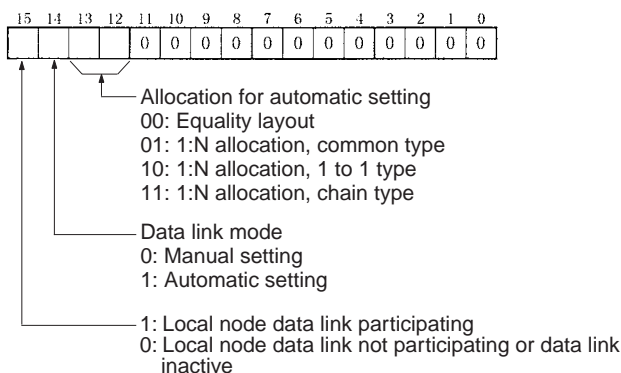 15 14 13 12 11 10 9 8 7 6 5 4 3 2 1 0
0 0 0 0 0 0 0 0 0 0 0 0
Allocation for automatic setting
00: Equality layout
01: 1:N allocation, common type
10: 1:N allocation, 1 to 1 type
11: 1:N allocation, chain type
Data link mode
0: Manual setting
1: Automatic setting
1: Local node data link participating
0: Local node data link not participating or data link
inactive